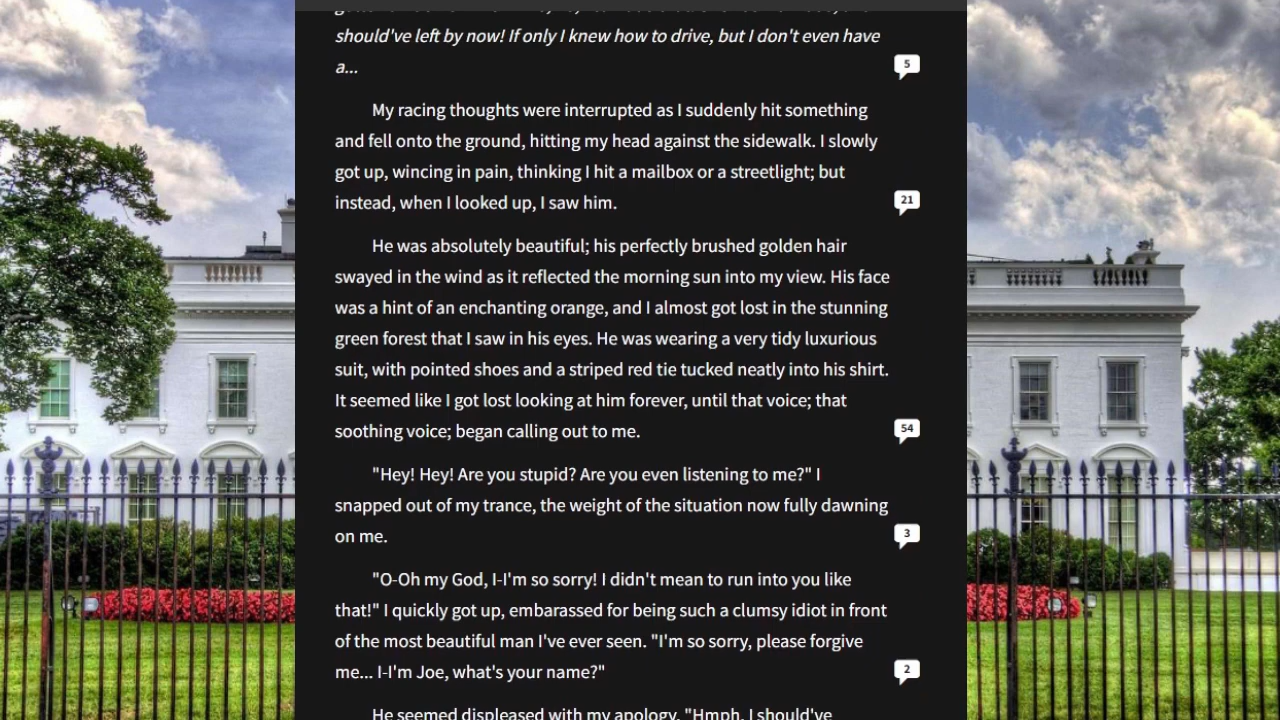 should've left by now! If only I knew how to drive, but I don't even have
a...
5
My racing thoughts were interrupted as I suddenly hit something
and fell onto the ground, hitting my head against the sidewalk. I slowly
got up, wincing in pain, thinking I hit a mailbox or a streetlight; but
instead, when I looked up, I saw him.
21
He was absolutely beautiful; his perfectly brushed golden hair
swayed in the wind as it reflected the morning sun into my view. His face
was a hint of an enchanting orange, and I almost got lost in the stunning
green forest that I saw in his eyes. He was wearing a very tidy luxurious
suit, with pointed shoes and a striped red tie tucked neatly into his shirt.
It seemed like I got lost looking at him forever, until that voice; that
soothing voice; began calling out to me.
54
"Hey! Hey! Are you stupid? Are you even listening to me?" I
snapped out of my trance, the weight of the situation now fully dawning
on me.
3
"O-Oh my God, I-I'm so sorry! I didn't mean to run into you like
that!" I quickly got up, embarassed for being such a clumsy idiot in front
of the most beautiful man I've ever seen. "I'm so sorry, please forgive
me... I-I'm Joe, what's your name?"
2
He seemed displeased with my apology. "Hmph. I should've